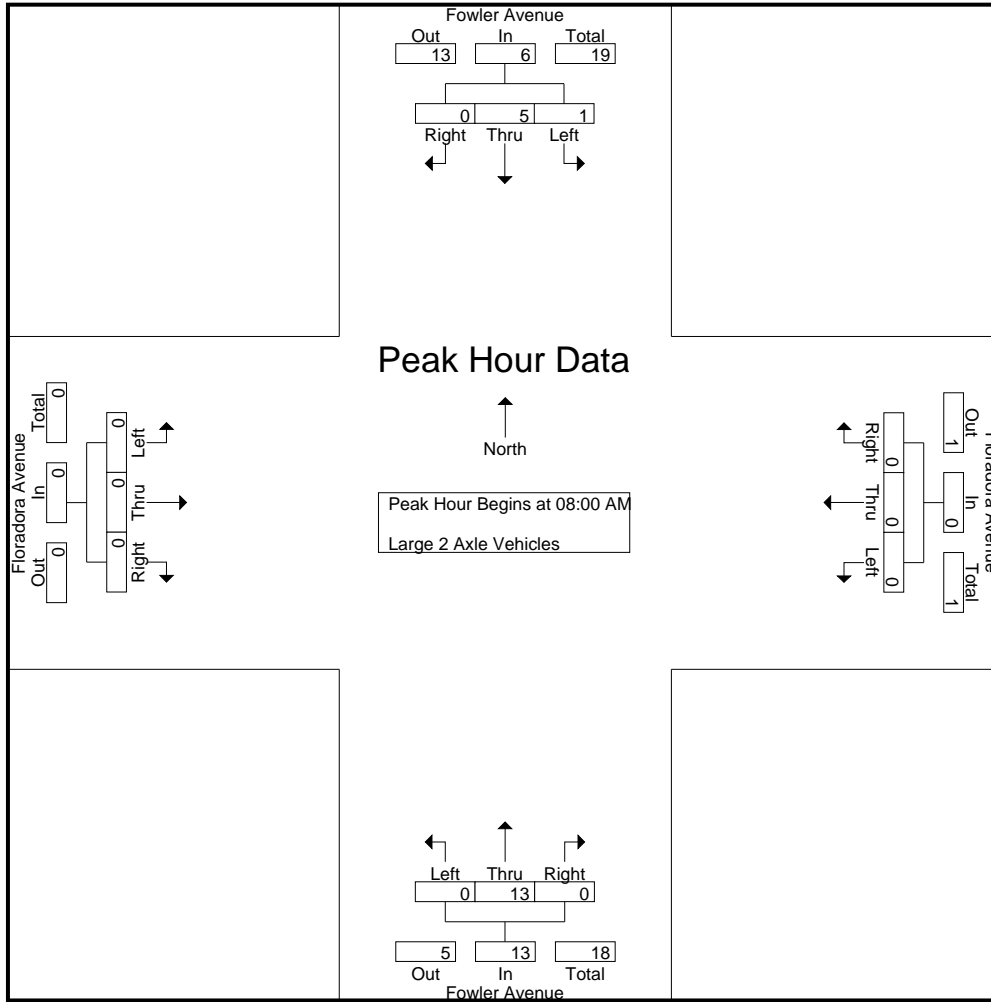 Fowler Avenue
Out In Total
13 6 19
0 5 1
Right Thru Left
Peak Hour Data
North
Peak Hour Begins at 08:00 AM
Large 2 Axle Vehicles
Floradora Avenue
Total In Out
0 0 0
0 0 0
Left Thru Right
Floradora Avenue
Out In Total
1 0 1
0 0 0
Right Thru Left
Left Thru Right
0 13 0
5 13 18
Out In Total
Fowler Avenue